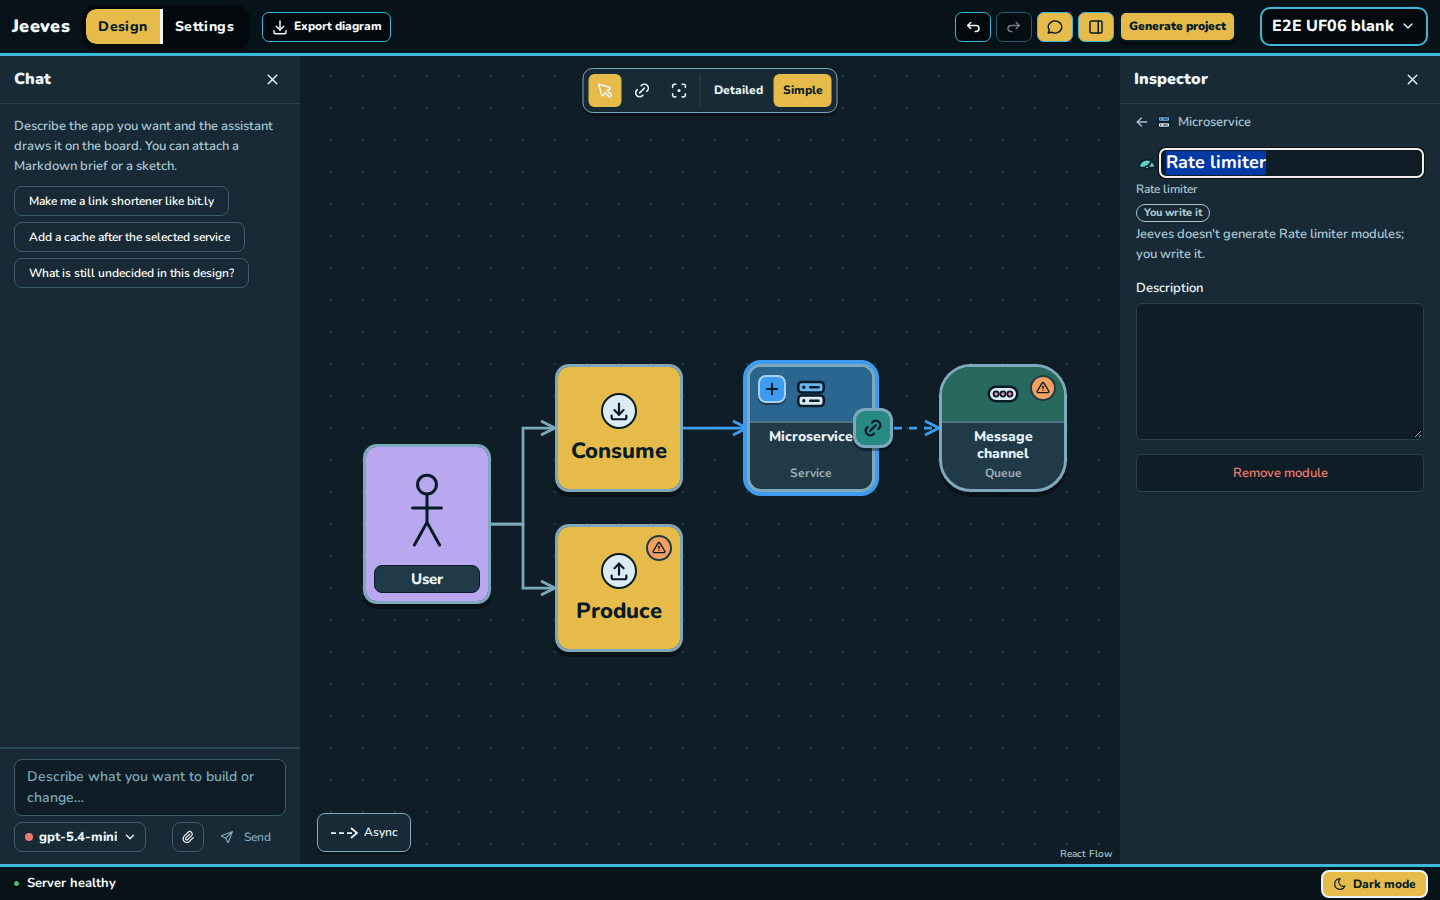 Jeeves
Design
Settings
Export diagram
Generate project
E2E UF06 blank
Chat
Describe the app you want and the assistant
draws it on the board. You can attach a
Markdown brief or a sketch.
Make me a link shortener like bit.ly
Add a cache after the selected service
What is still undecided in this design?
Describe what you want to build or
change...
gpt-5.4-mini
Send
Detailed
Simple
User
Consume
Produce
Microservice
Service
Message
channel
Queue
Async
React Flow
Inspector
Microservice
Rate limiter
Rate limiter
You write it
Jeeves doesn't generate Rate limiter modules;
you write it.
Description
Remove module
Server healthy
Dark mode